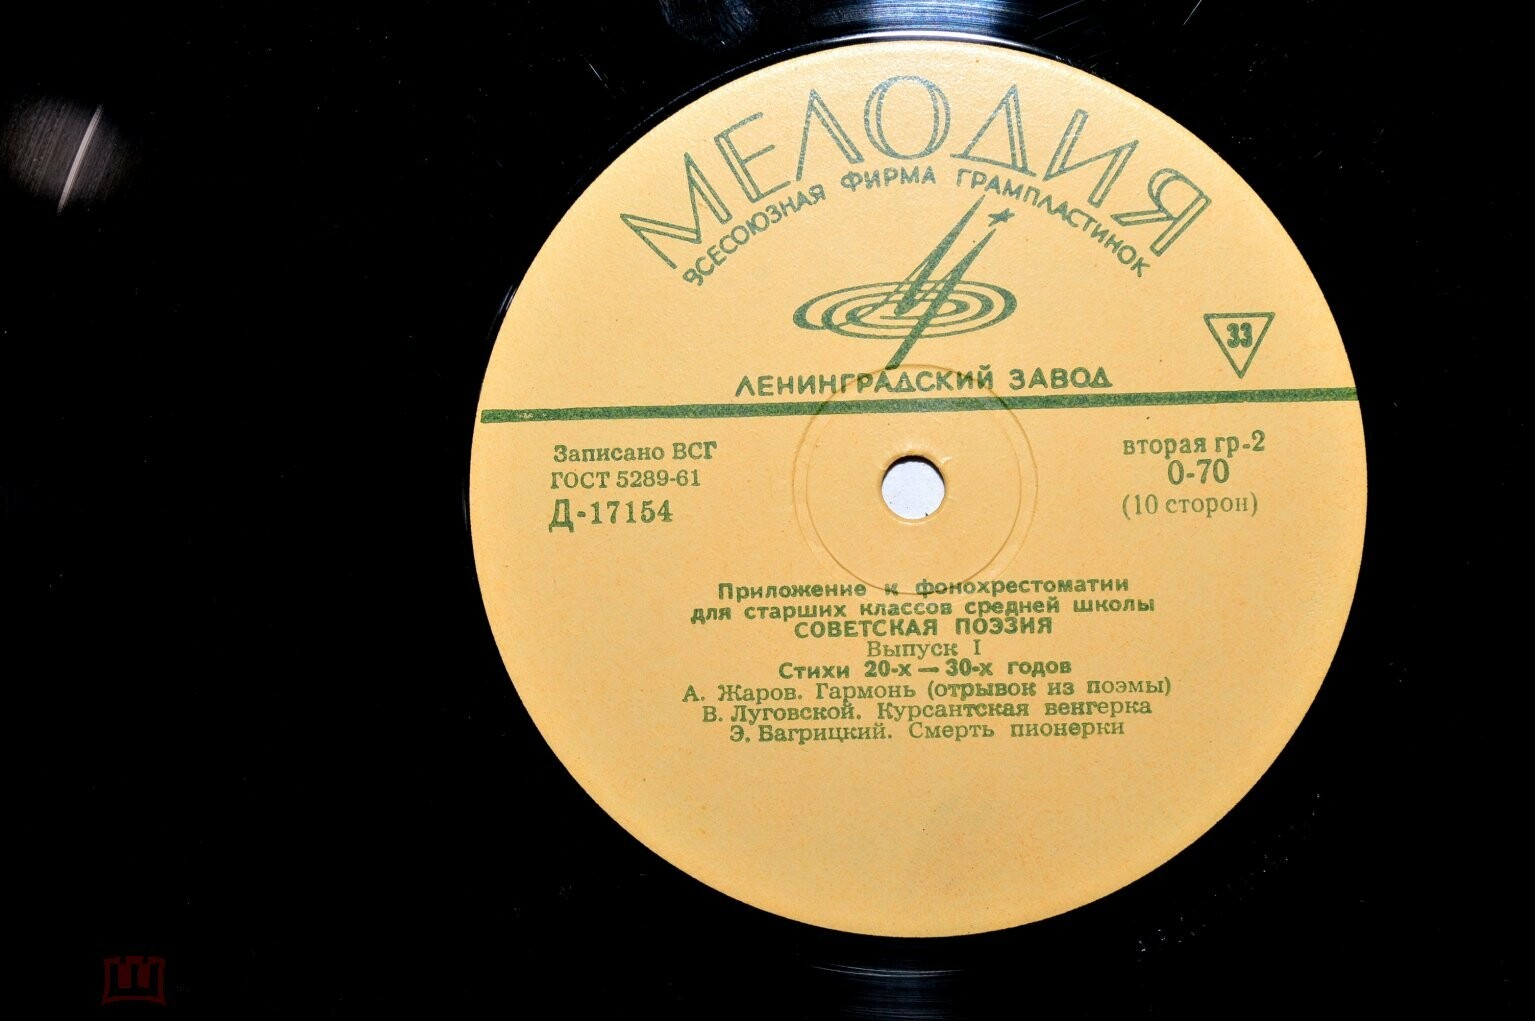 МЕЛОДИЯ
ВСЕСОЮЗНАЯ ФИРМА ГРАМПЛАСТИНОК
33
ЛЕНИНГРАДСКИЙ ЗАВОД
Записано ВСГ
ГОСТ 5289-61
Д-17154
вторая гр-2
0-70
(10 сторон)
Приложение к фонохрестоматии
для старших классов средней школы
СОВЕТСКАЯ ПОЭЗИЯ
Выпуск I
Стихи 20-х — 30-х годов
А. Жаров. Гармонь (отрывок из поэмы)
В. Луговской. Курсантская венгерка
Э. Багрицкий. Смерть пионерки